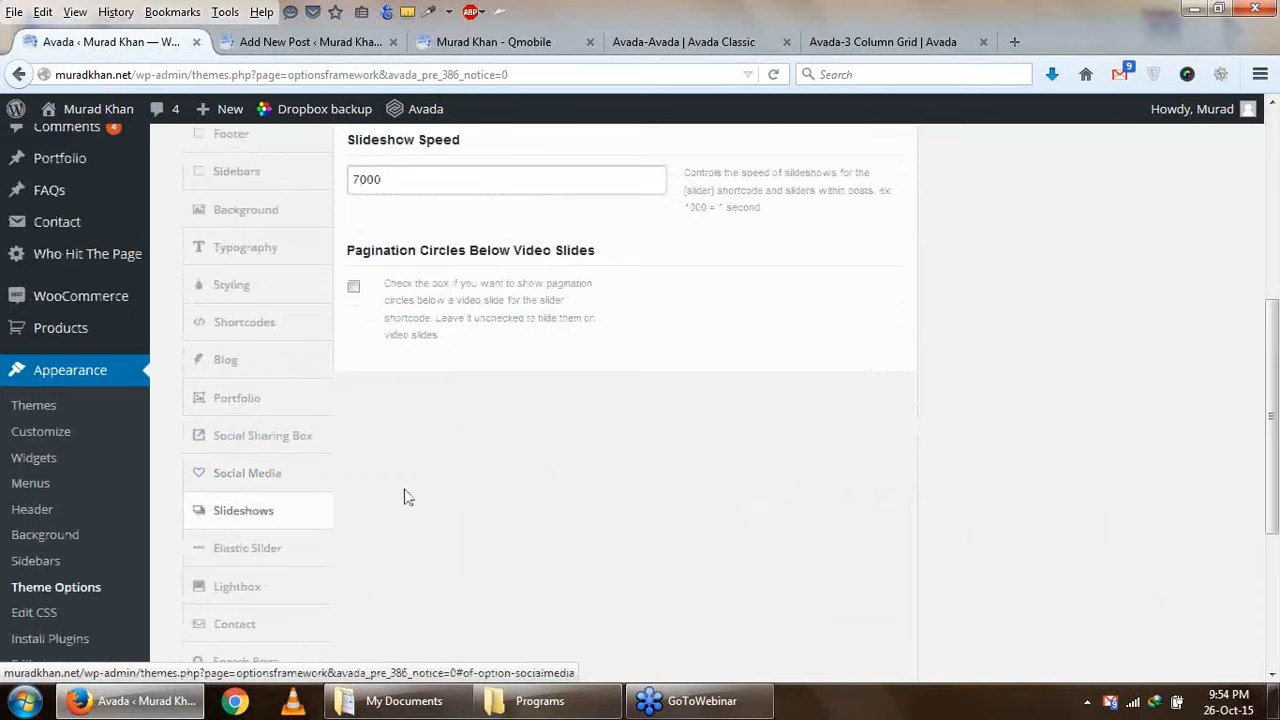 File Edit View History Bookmarks Tools Help ABP
Avada ‹ Murad Khan — W... × Add New Post ‹ Murad Kha... × Murad Khan - Qmobile × Avada-Avada | Avada Classic × Avada-3 Column Grid | Avada × +
muradkhan.net/wp-admin/themes.php?page=optionsframework&avada_pre_386_notice=0 Search 9
Murad Khan 4 + New Dropbox backup Avada Howdy, Murad
Comments 4
Portfolio
FAQs
Contact
Who Hit The Page
WooCommerce
Products
Appearance
Themes
Customize
Widgets
Menus
Header
Background
Sidebars
Theme Options
Edit CSS
Install Plugins
Footer
Sidebars
Background
Typography
Styling
Shortcodes
Blog
Portfolio
Social Sharing Box
Social Media
Slideshows
Elastic Slider
Lightbox
Contact
Slideshow Speed
7000
Controls the speed of slideshows for the
[slider] shortcode and sliders within posts. ex:
1000 = 1 second.
Pagination Circles Below Video Slides
Check the box if you want to show pagination
circles below a video slide for the slider
shortcode. Leave it unchecked to hide them on
video slides
muradkhan.net/wp-admin/themes.php?page=optionsframework&avada_pre_386_notice=0#of-option-socialmedia
Avada ‹ Murad Kh... My Documents Programs GoToWebinar
9:54 PM
26-Oct-15